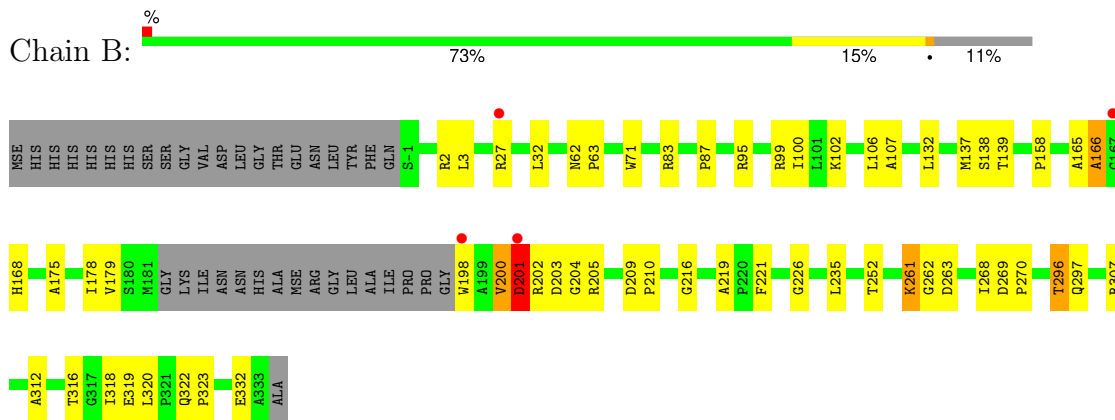 %
Chain B:
73% 15% • 11%
MSE HIS HIS HIS HIS HIS HIS SER SER GLY VAL ASP LEU GLY THR GLU ASN LEU TYR PHE GLN S-1 R2 L3 R27 L32 N62 P63 W71 R83 P87 R95 R99 I100 L101 K102 L106 A107 L132 M137 S138 T139 P158 A165 A166 G167
H168 A175 I178 V179 S180 M181 GLY LYS ILE ASN ASN HIS ALA MSE ARG GLY LEU ALA ILE PRO PRO GLY W198 A199 V200 D201 R202 D203 G204 R205 D209 P210 G216 A219 P220 F221 G226 L235 T252 K261 G262 D263 I268 D269 P270 T296 Q297
A312 T316 G317 I318 E319 L320 P321 Q322 P323 E332 A333 ALA